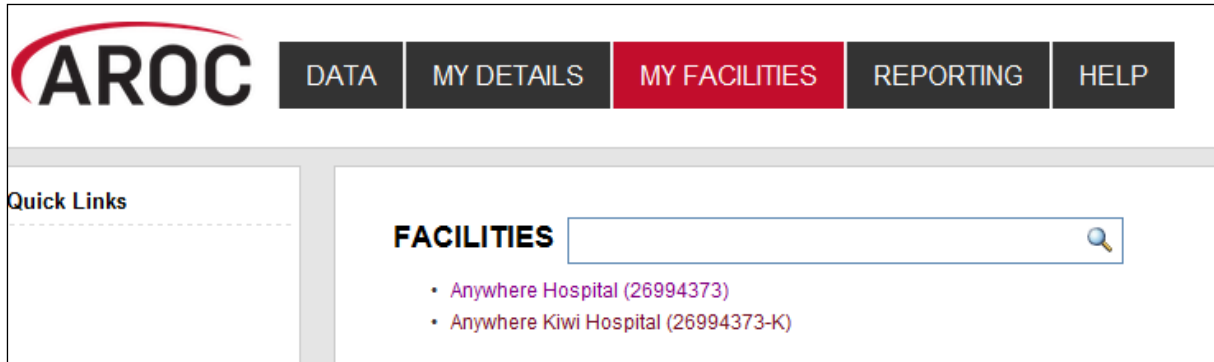 AROC DATA MY DETAILS MY FACILITIES REPORTING HELP
Quick Links
FACILITIES
• Anywhere Hospital (26994373)
• Anywhere Kiwi Hospital (26994373-K)